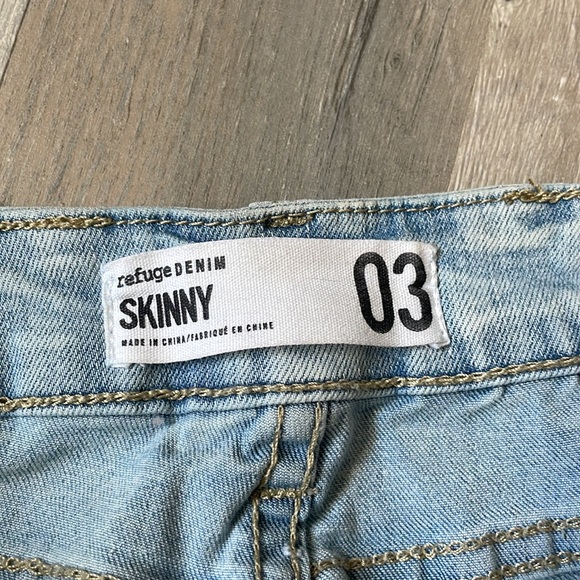 refuge DENIM
SKINNY
03
MADE IN CHINA/FABRIQUÉ EN CHINE